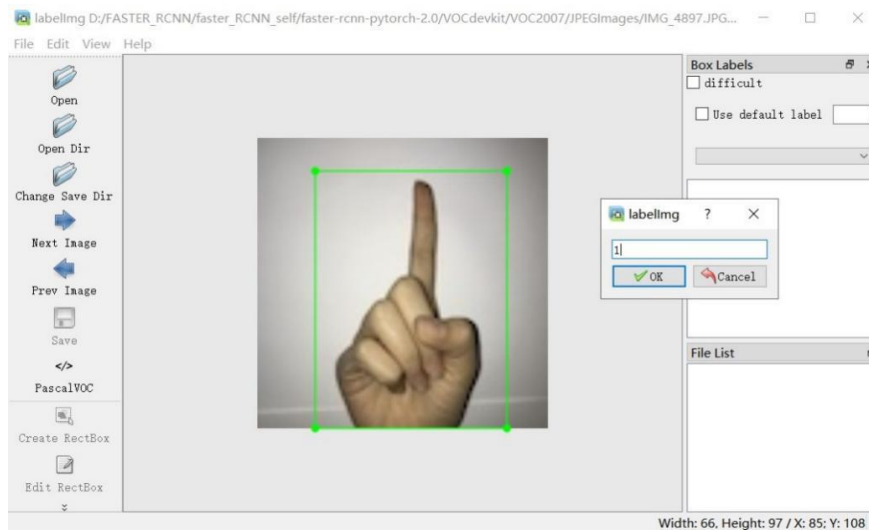 labelImg D:/FASTER_RCNN/faster_RCNN_self/faster-rcnn-pytorch-2.0/VOCdevkit/VOC2007/JPEGImages/IMG_4897.JPG...
File Edit View Help
Open
Open Dir
Change Save Dir
Next Image
Prev Image
Save
</>
PascalVOC
Create RectBox
Edit RectBox
labelImg ? 
1
OK Cancel
Box Labels
difficult
Use default label
File List
Width: 66, Height: 97 / X: 85; Y: 108